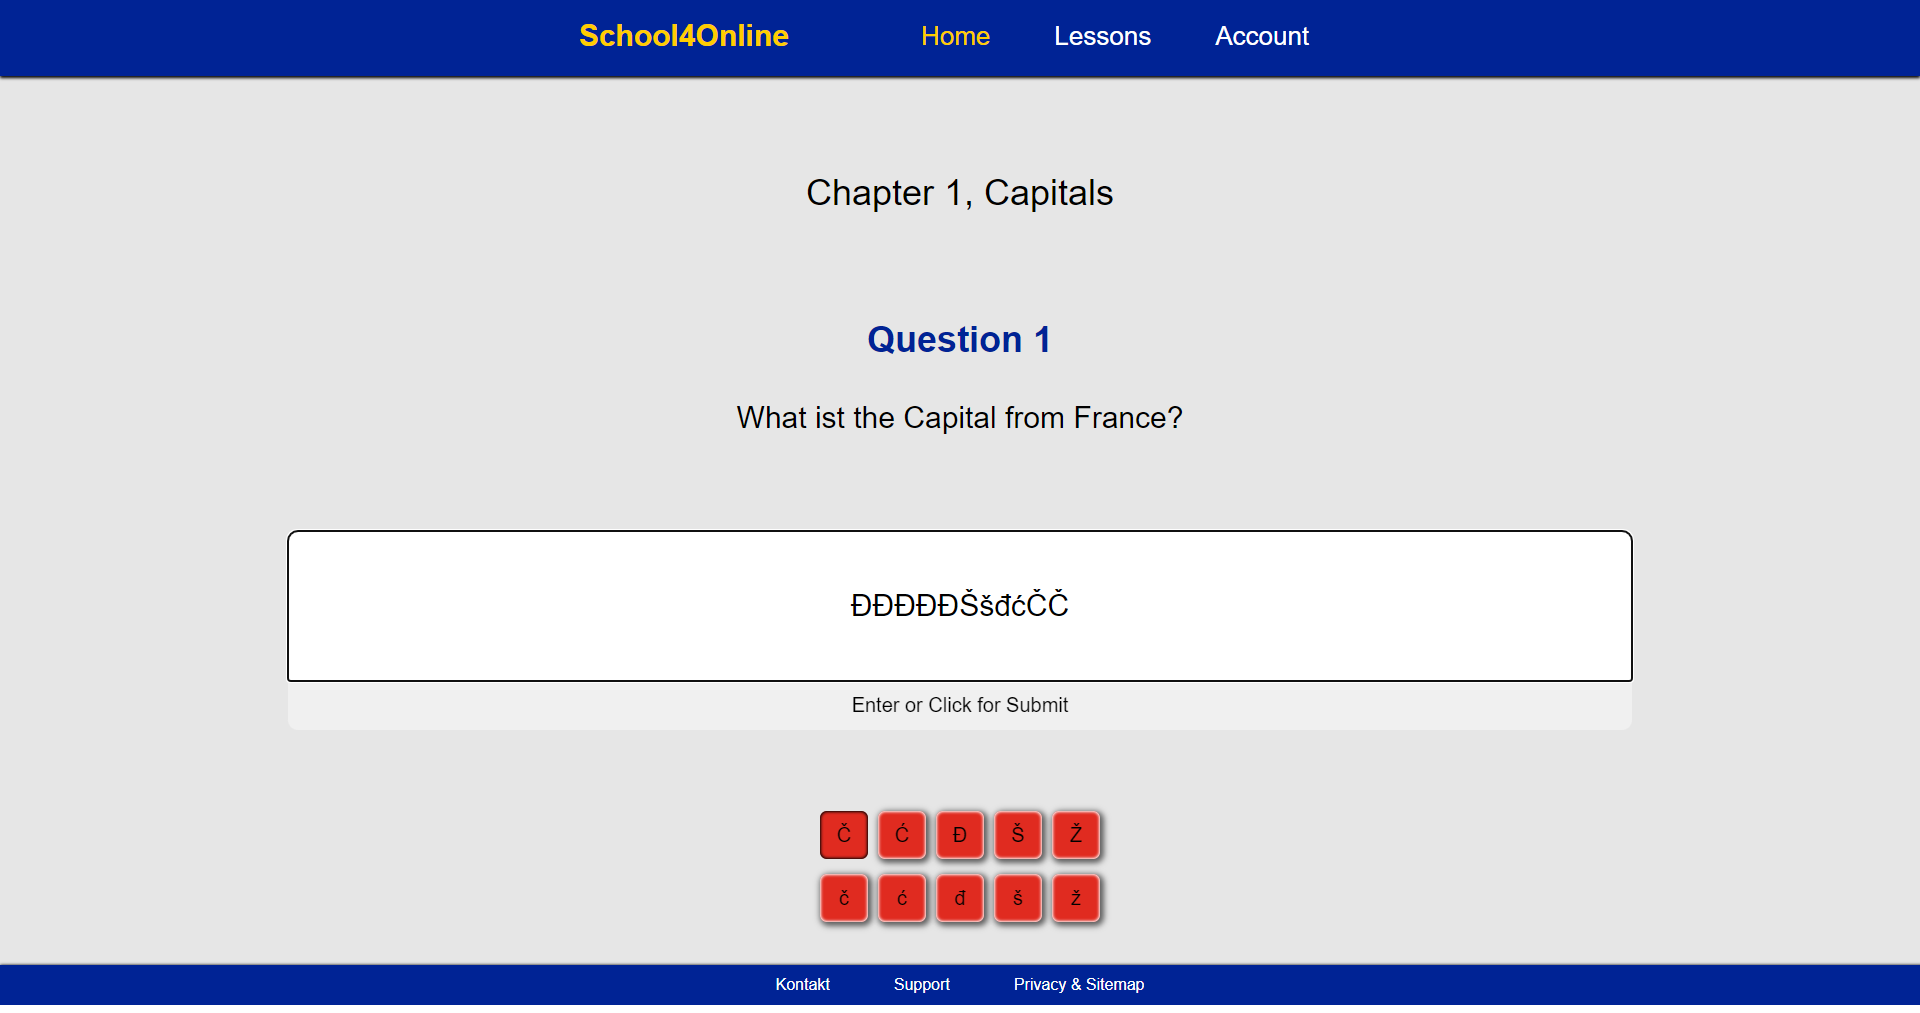 School4Online Home Lessons Account
Chapter 1, Capitals
Question 1
What ist the Capital from France?
ĐĐĐĐĐŠšđćČČ
Enter or Click for Submit
Č Ć Đ Š Ž
č ć đ š ž
Kontakt Support Privacy & Sitemap